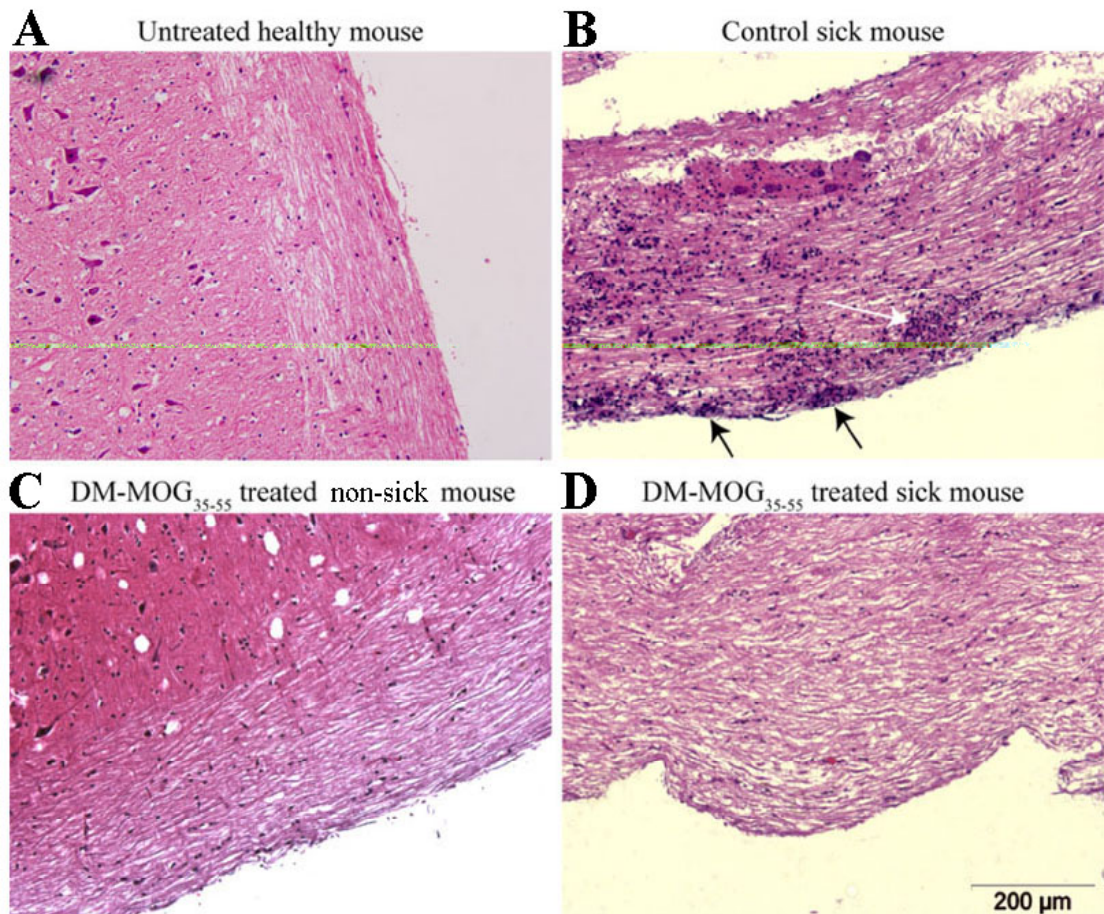 A Untreated healthy mouse
B Control sick mouse
C DM-MOG35-55 treated non-sick mouse
D DM-MOG35-55 treated sick mouse
200 µm